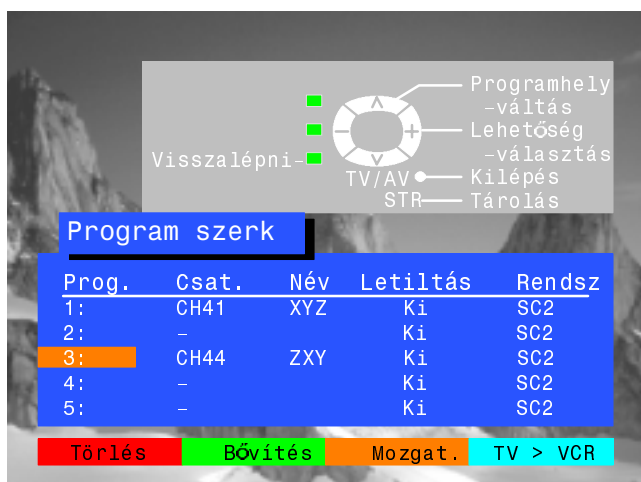 Programhely
-váltás
Lehetőség
-választás
Visszalépni-
TV/AV Kilépés
STR Tárolás
Program szerk
Prog. Csat. Név Letiltás Rendsz
1: CH41 XYZ Ki SC2
2: - Ki SC2
3: CH44 ZXY Ki SC2
4: - Ki SC2
5: - Ki SC2
Törlés Bővítés Mozgat. TV > VCR